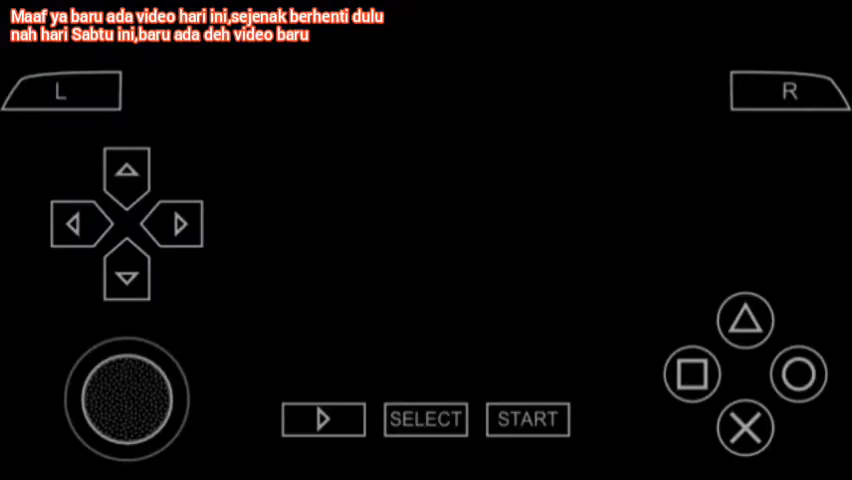 Maaf ya baru ada video hari ini,sejenak berhenti dulu
nah hari Sabtu ini,baru ada deh video baru
L
R
SELECT
START